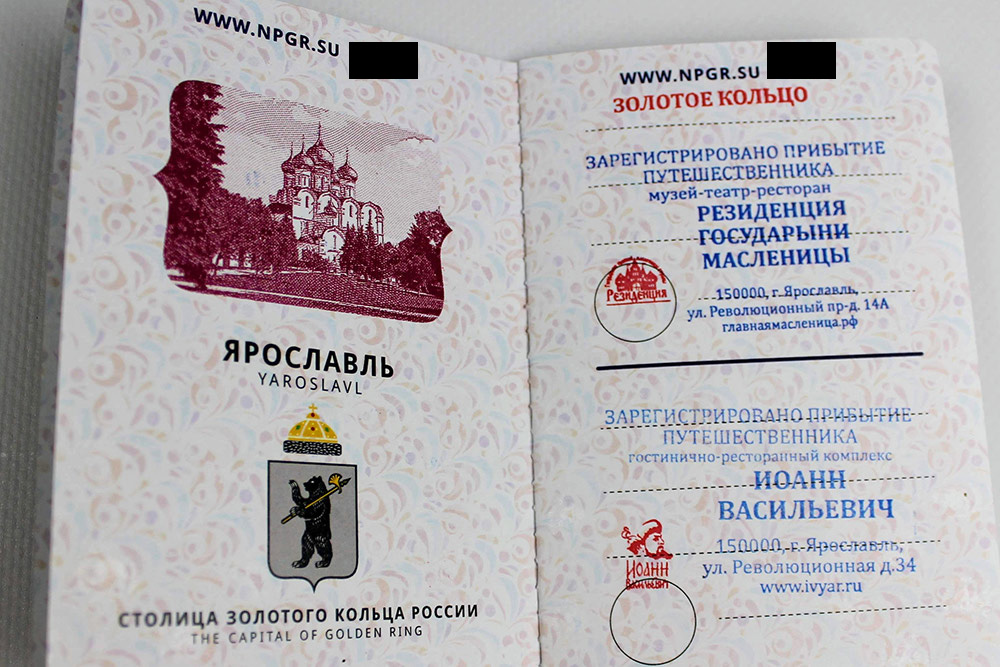 WWW.NPGR.SU
ЯРОСЛАВЛЬ
YAROSLAVL
СТОЛИЦА ЗОЛОТОГО КОЛЬЦА РОССИИ
THE CAPITAL OF GOLDEN RING
WWW.NPGR.SU
ЗОЛОТОЕ КОЛЬЦО
ЗАРЕГИСТРИРОВАНО ПРИБЫТИЕ
ПУТЕШЕСТВЕННИКА
музей-театр-ресторан
РЕЗИДЕНЦИЯ
ГОСУДАРЫНИ
МАСЛЕНИЦЫ
Резиденция
150000, г. Ярославль,
ул. Революционный пр-д. 14А
главнаямасленица.рф
ЗАРЕГИСТРИРОВАНО ПРИБЫТИЕ
ПУТЕШЕСТВЕННИКА
гостинично-ресторанный комплекс
ИОАНН
ВАСИЛЬЕВИЧ
ИОАНН
ВАСИЛЬЕВИЧ
150000, г. Ярославль,
ул. Революционная д.34
www.ivyar.ru